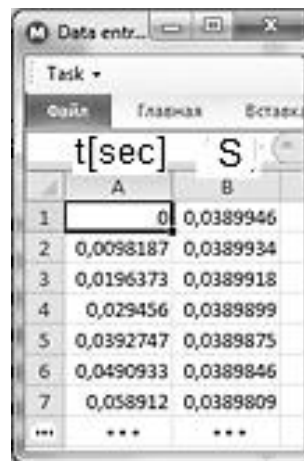 Data entr...
Task
Файл Главная Вставка
t[sec] S
A B
1 0 0,0389946
2 0,0098187 0,0389934
3 0,0196373 0,0389918
4 0,029456 0,0389899
5 0,0392747 0,0389875
6 0,0490933 0,0389846
7 0,058912 0,0389809
... ... ...